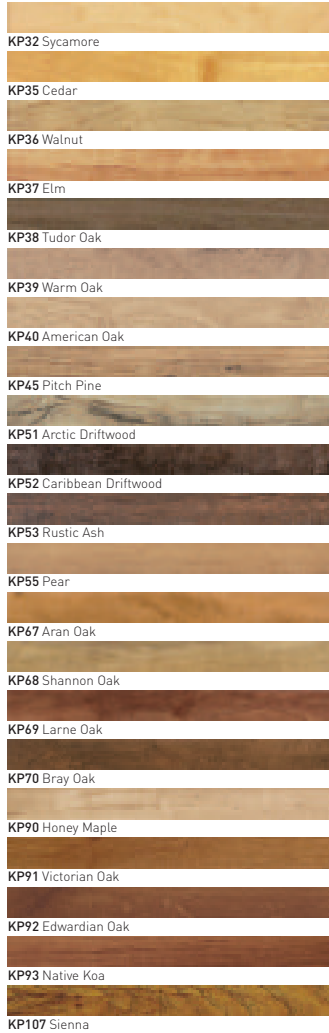 KP32 Sycamore
KP35 Cedar
KP36 Walnut
KP37 Elm
KP38 Tudor Oak
KP39 Warm Oak
KP40 American Oak
KP45 Pitch Pine
KP51 Arctic Driftwood
KP52 Caribbean Driftwood
KP53 Rustic Ash
KP55 Pear
KP67 Aran Oak
KP68 Shannon Oak
KP69 Larne Oak
KP70 Bray Oak
KP90 Honey Maple
KP91 Victorian Oak
KP92 Edwardian Oak
KP93 Native Koa
KP107 Sienna